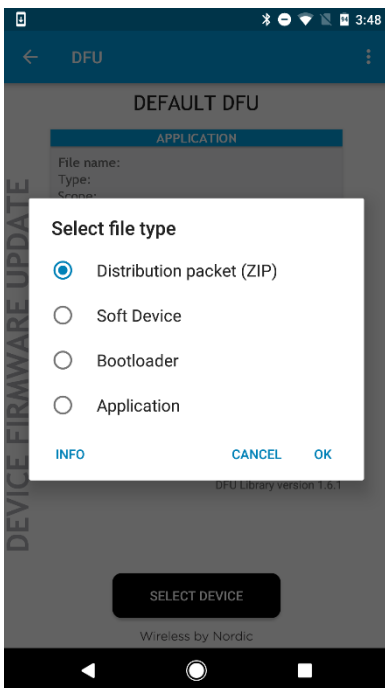 3:48
DFU
DEFAULT DFU
APPLICATION
File name:
Type:
Scope:
DEVICE FIRMWARE UPDATE
Select file type
Distribution packet (ZIP)
Soft Device
Bootloader
Application
INFO
CANCEL
OK
DFU Library version 1.6.1
SELECT DEVICE
Wireless by Nordic